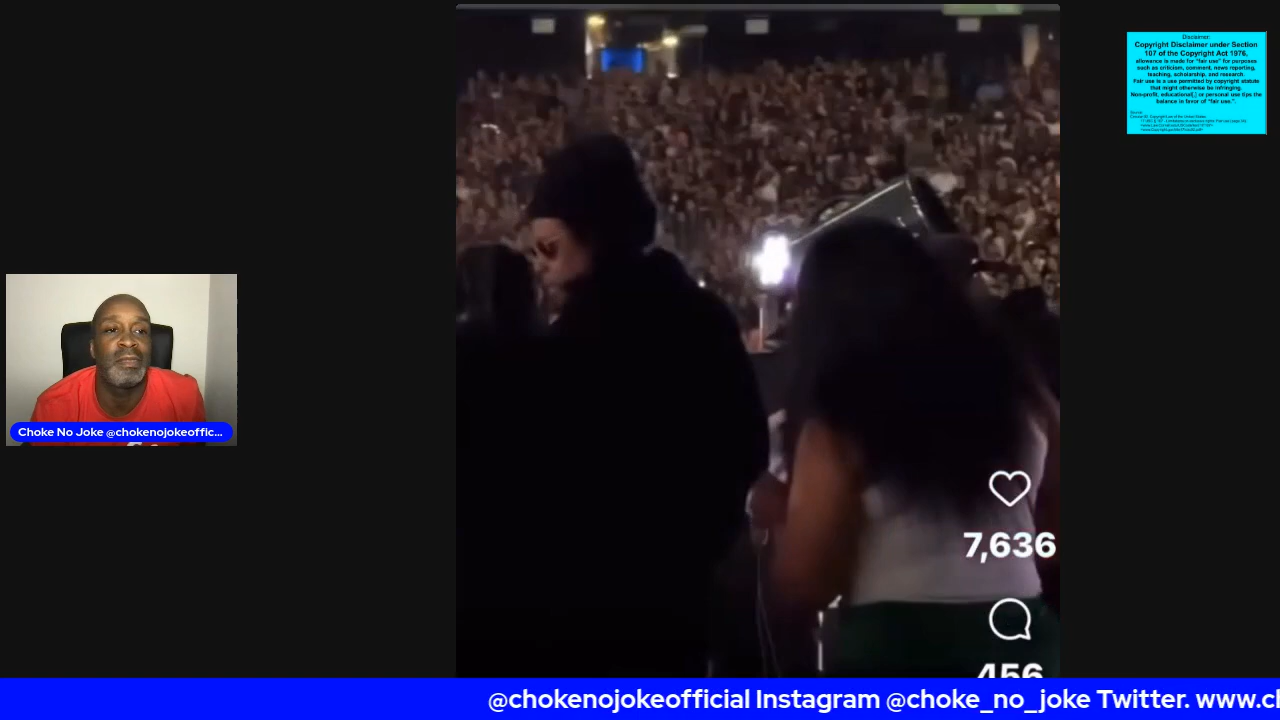 Disclaimer:
Copyright Disclaimer under Section
107 of the Copyright Act 1976,
allowance is made for "fair use" for purposes
such as criticism, comment, news reporting,
teaching, scholarship, and research.
Fair use is a use permitted by copyright statute
that might otherwise be infringing.
Non-profit, educational[,] or personal use tips the
balance in favor of "fair use.".
Choke No Joke @chokenojokeoffic...
7,636
456
@chokenojokeofficial Instagram @choke_no_joke Twitter. www.c